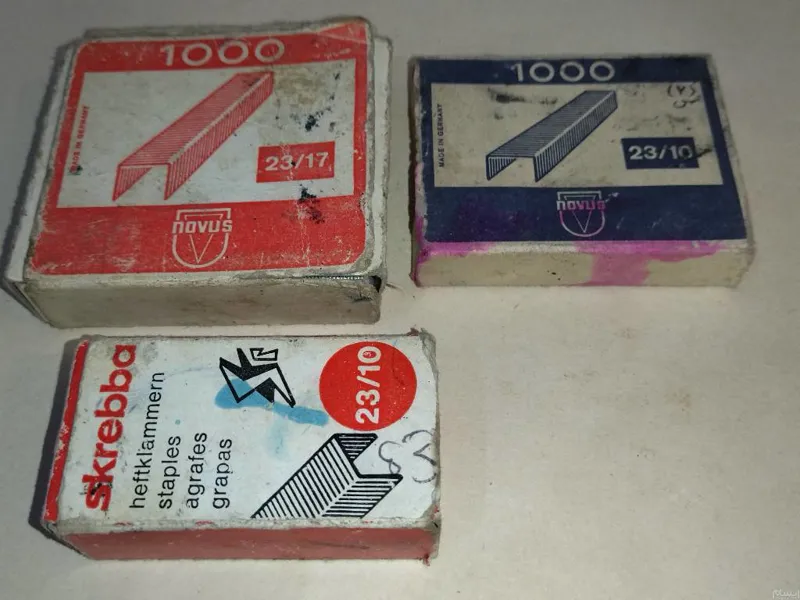 1000
MADE IN GERMANY
23/17
novus
1000
MADE IN GERMANY
23/10
novus
skrebba
heftklammern
staples
agrafes
grapas
23/10